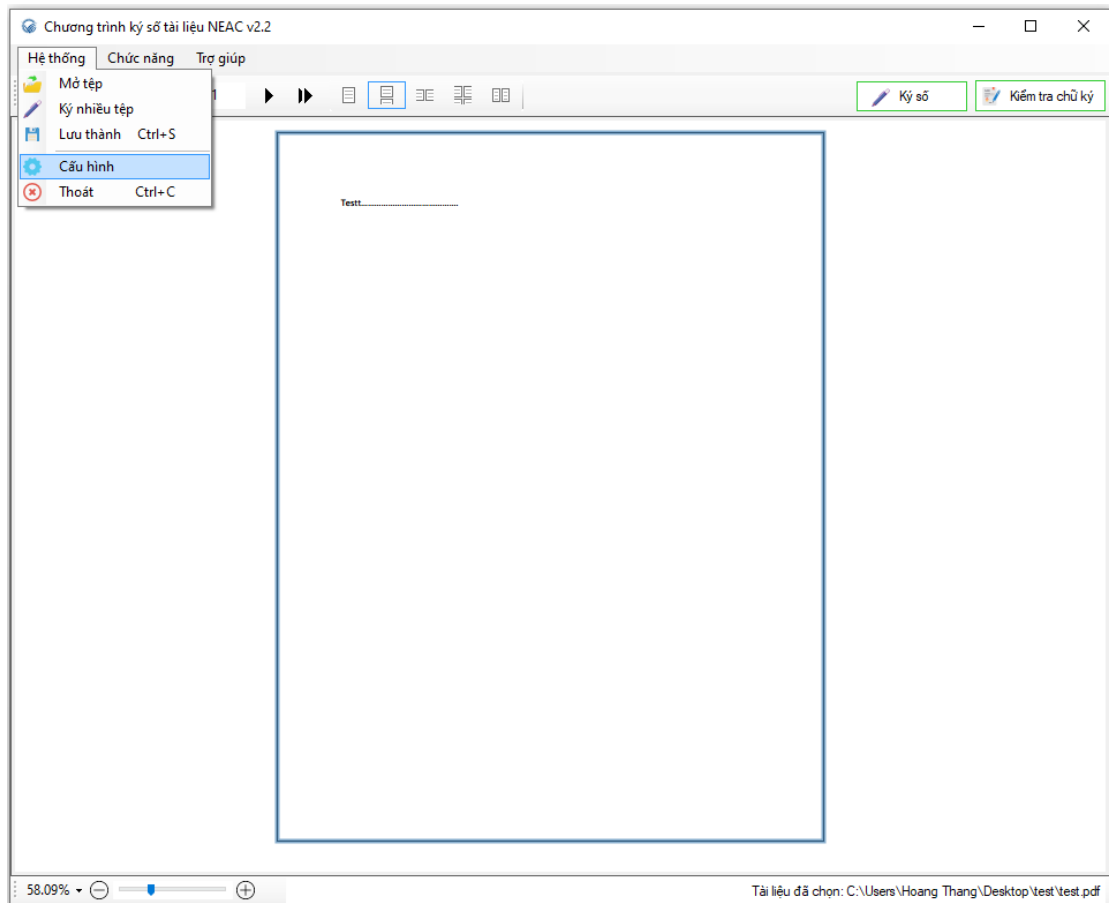 Chương trình ký số tài liệu NEAC v2.2
Hệ thống Chức năng Trợ giúp
Mở tệp
Ký nhiều tệp
Lưu thành Ctrl+S
Cấu hình
Thoát Ctrl+C
1
Ký số
Kiểm tra chữ ký
Testt...........................................
58.09%
Tài liệu đã chọn: C:\Users\Hoang Thang\Desktop\test\test.pdf